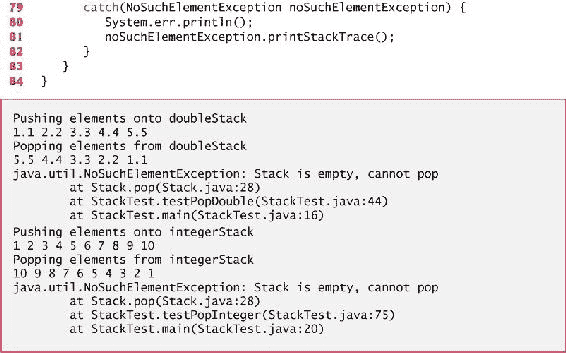 79 catch(NoSuchElementException noSuchElementException) {
80 System.err.println();
81 noSuchElementException.printStackTrace();
82 }
83 }
84 }
Pushing elements onto doubleStack
1.1 2.2 3.3 4.4 5.5
Popping elements from doubleStack
5.5 4.4 3.3 2.2 1.1
java.util.NoSuchElementException: Stack is empty, cannot pop
at Stack.pop(Stack.java:28)
at StackTest.testPopDouble(StackTest.java:44)
at StackTest.main(StackTest.java:16)
Pushing elements onto integerStack
1 2 3 4 5 6 7 8 9 10
Popping elements from integerStack
10 9 8 7 6 5 4 3 2 1
java.util.NoSuchElementException: Stack is empty, cannot pop
at Stack.pop(Stack.java:28)
at StackTest.testPopInteger(StackTest.java:75)
at StackTest.main(StackTest.java:20)